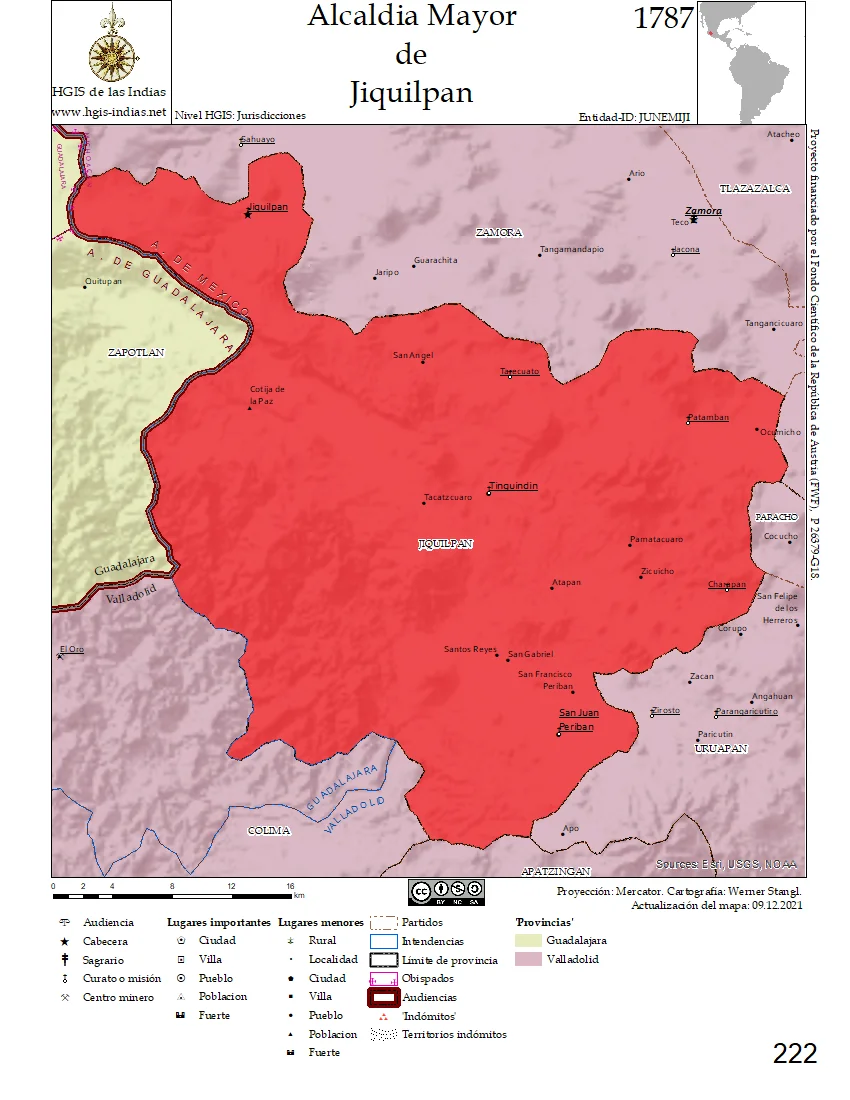 Alcaldia Mayor
de
Jiquilpan
1787
HGIS de las Indias
www.hgis-indias.net
Nivel HGIS: Jurisdicciones
Entidad-ID: JUNEMIJI
Proyecto financiado por el Fondo Científico de la República de Austria (FWF). P 26379-G18.
Sahuayo
Atacheo
GUADALAJARA
MICHOACAN
Ario
TLAZAZALCA
Jiquilpan
Zamora
Teco
ZAMORA
Jacona
Tangamandapio
Guarachita
Jaripo
A. DE MEXICO
A. DE GUADALAJARA
Quitupan
Tangancicuaro
ZAPOTLAN
San Angel
Tarecuato
Cotija de
la Paz
Patamban
Ocumicho
Tinguindin
Tacatzcuaro
PARACHO
Cocucho
JIQUILPAN
Pamatacuaro
Guadalajara
Valladolid
Zicuicho
Atapan
Charapan
San Felipe
de los
Herreros
Corupo
El Oro
Santos Reyes
San Gabriel
San Francisco
Periban
Zacan
Angahuan
San Juan
Periban
Zirosto
Parangaricutiro
Paricutin
URUAPAN
GUADALAJARA
VALLADOLID
COLIMA
Apo
APATZINGAN
Sources: Esri, USGS, NOAA
0 2 4 8 12 16
km
CC BY NC SA
Proyección: Mercator. Cartografía: Werner Stangl.
Actualización del mapa: 09.12.2021
Audiencia
Cabecera
Sagrario
Curato o misión
Centro minero
Lugares importantes
Ciudad
Villa
Pueblo
Poblacion
Fuerte
Lugares menores
Rural
Localidad
Ciudad
Villa
Pueblo
Poblacion
Fuerte
Partidos
Intendencias
Límite de provincia
Obispados
Audiencias
'Indómitos'
Territorios indómitos
'Provincias'
Guadalajara
Valladolid
222